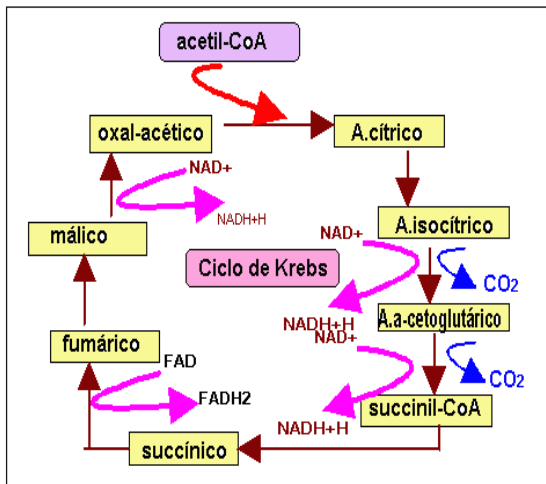 acetil-CoA
oxal-acético
A.cítrico
NAD+
NADH+H
málico
A.isocítrico
NAD+
Ciclo de Krebs
CO2
NADH+H
A.a-cetoglutárico
NAD+
fumárico
FAD
FADH2
CO2
succinil-CoA
NADH+H
succínico